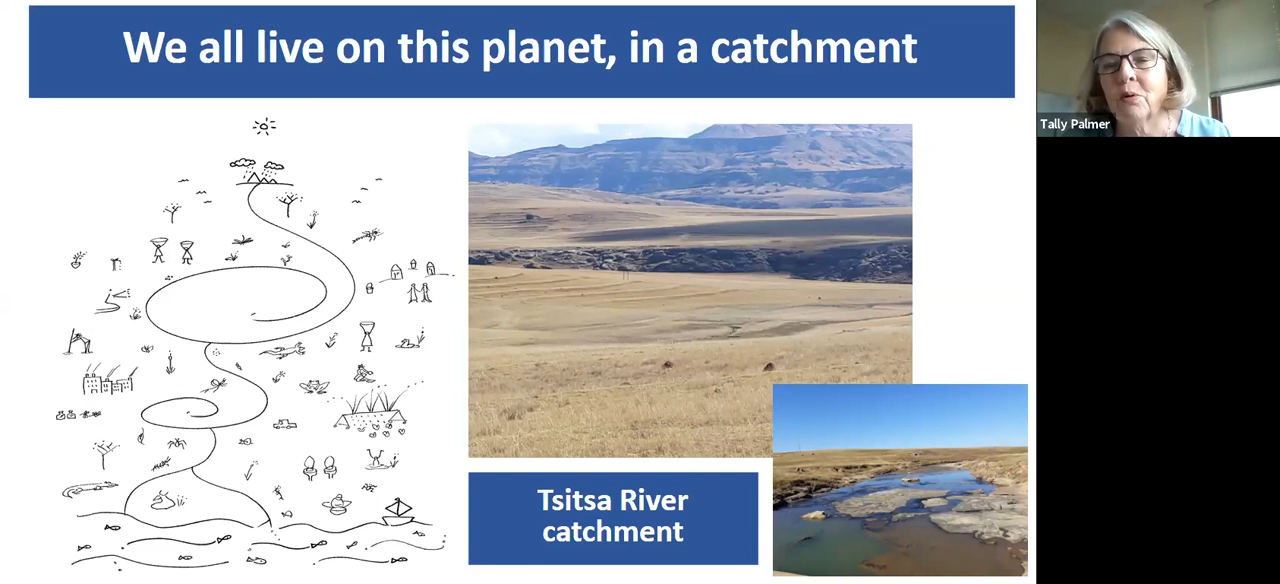 We all live on this planet, in a catchment
Tally Palmer
Tsitsa River
catchment